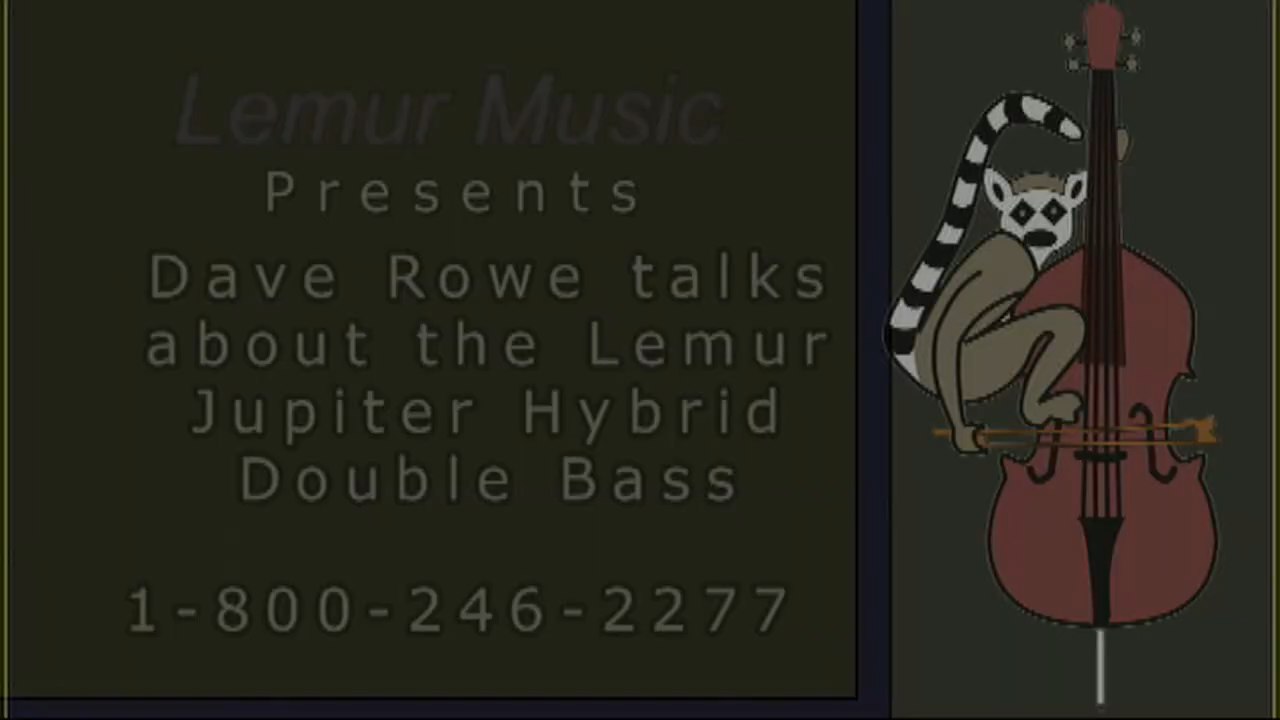 Lemur Music
Presents
Dave Rowe talks
about the Lemur
Jupiter Hybrid
Double Bass
1-800-246-2277